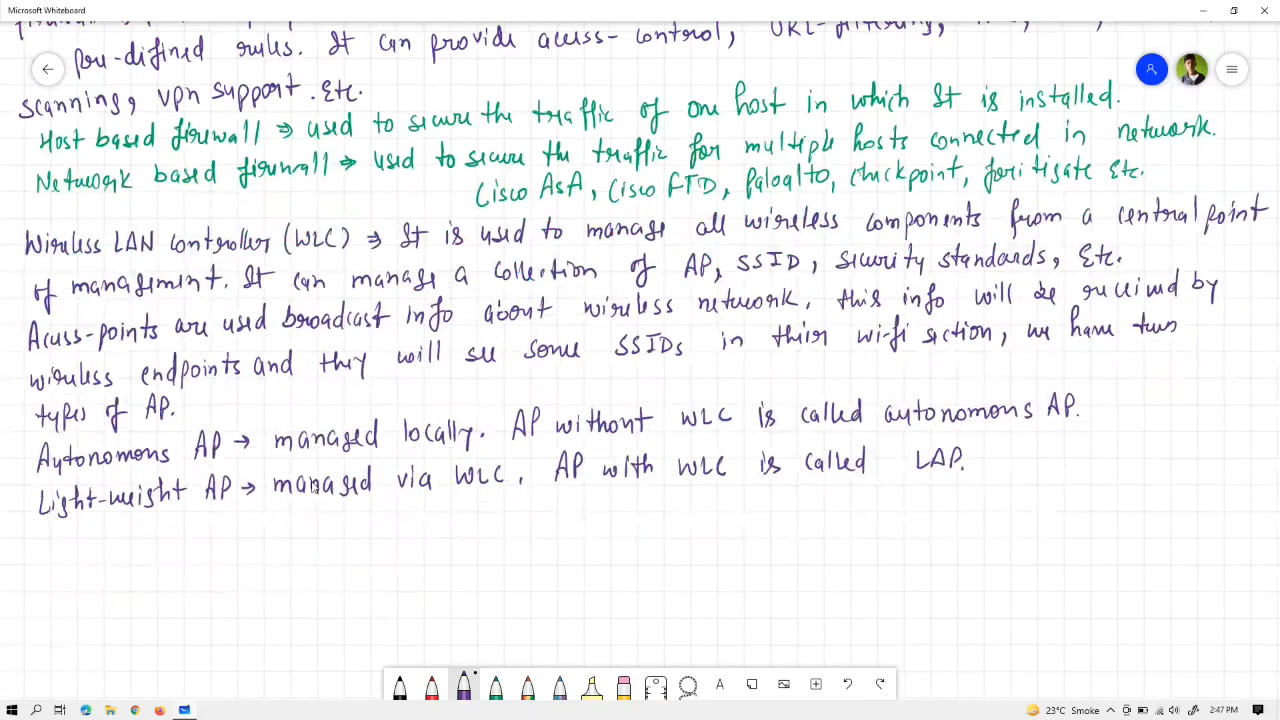 Microsoft Whiteboard
pre-difined rules. It can provide acess-control, URL-filtering,
scanning, vpn support. Etc.
Host based firewall → used to secure the traffic of one host in which It is installed.
Network based firewall → used to secure the traffic for multiple hosts connected in network.
Cisco ASA, Cisco FTD, paloalto, checkpoint, foritigate Etc.
Wireless LAN controller (WLC) → It is used to manage all wireless components from a central point
of management. It can manage a collection of AP, SSID, security standards, Etc.
Acess-points are used broadcast info about wireless network, this info will be received by
wireless endpoints and they will see some SSIDs in thier wi-fi section, we have two
types of AP.
Autonomous AP → managed locally. AP without WLC is called autonomous AP.
Light-weight AP → managed via WLC. AP with WLC is called LAP.
23°C Smoke 2:47 PM